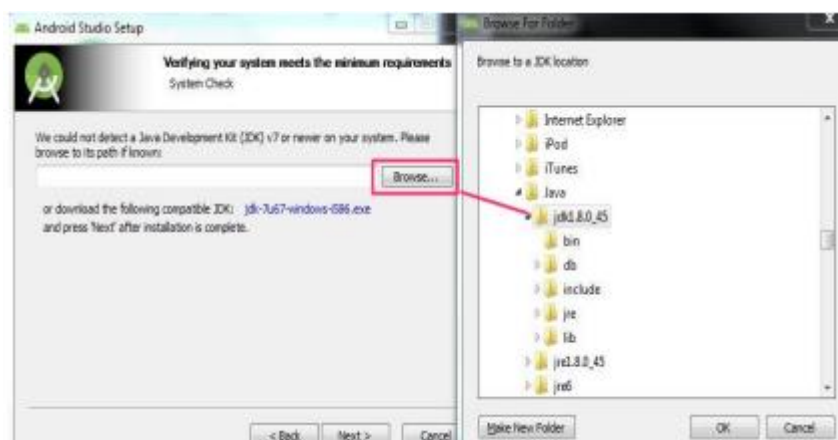 Android Studio Setup
Verifying your system meets the minimum requirements
System Check
We could not detect a Java Development Kit (JDK) v7 or newer on your system. Please
browse to its path if known:
Browse...
or download the following compatible JDK: jdk-7u67-windows-i586.exe
and press 'Next' after installation is complete.
< Back
Next >
Cancel
Browse For Folder
Browse to a JDK location
Internet Explorer
iPod
iTunes
Java
jdk1.8.0_45
bin
db
include
jre
lib
jre1.8.0_45
jre6
Make New Folder
OK
Cancel